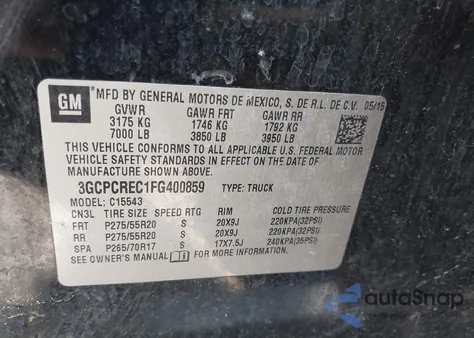 GM
MFD BY GENERAL MOTORS DE MEXICO, S. DE R.L. DE C.V. 05/15
GVWR GAWR FRT GAWR RR
3175 KG 1746 KG 1792 KG
7000 LB 3850 LB 3950 LB
THIS VEHICLE CONFORMS TO ALL APPLICABLE U.S. FEDERAL MOTOR
VEHICLE SAFETY STANDARDS IN EFFECT ON THE DATE OF
MANUFACTURE SHOWN ABOVE.
3GCPCREC1FG400859 TYPE: TRUCK
MODEL: C15543
CN3L TIRE SIZE SPEED RTG RIM COLD TIRE PRESSURE
FRT P275/55R20 S 20X9J 220KPA(32PSI)
RR P275/55R20 S 20X9J 220KPA(32PSI)
SPA P265/70R17 S 17X7.5J 240KPA(35PSI)
SEE OWNER'S MANUAL FOR MORE INFORMATION.
autoSnap